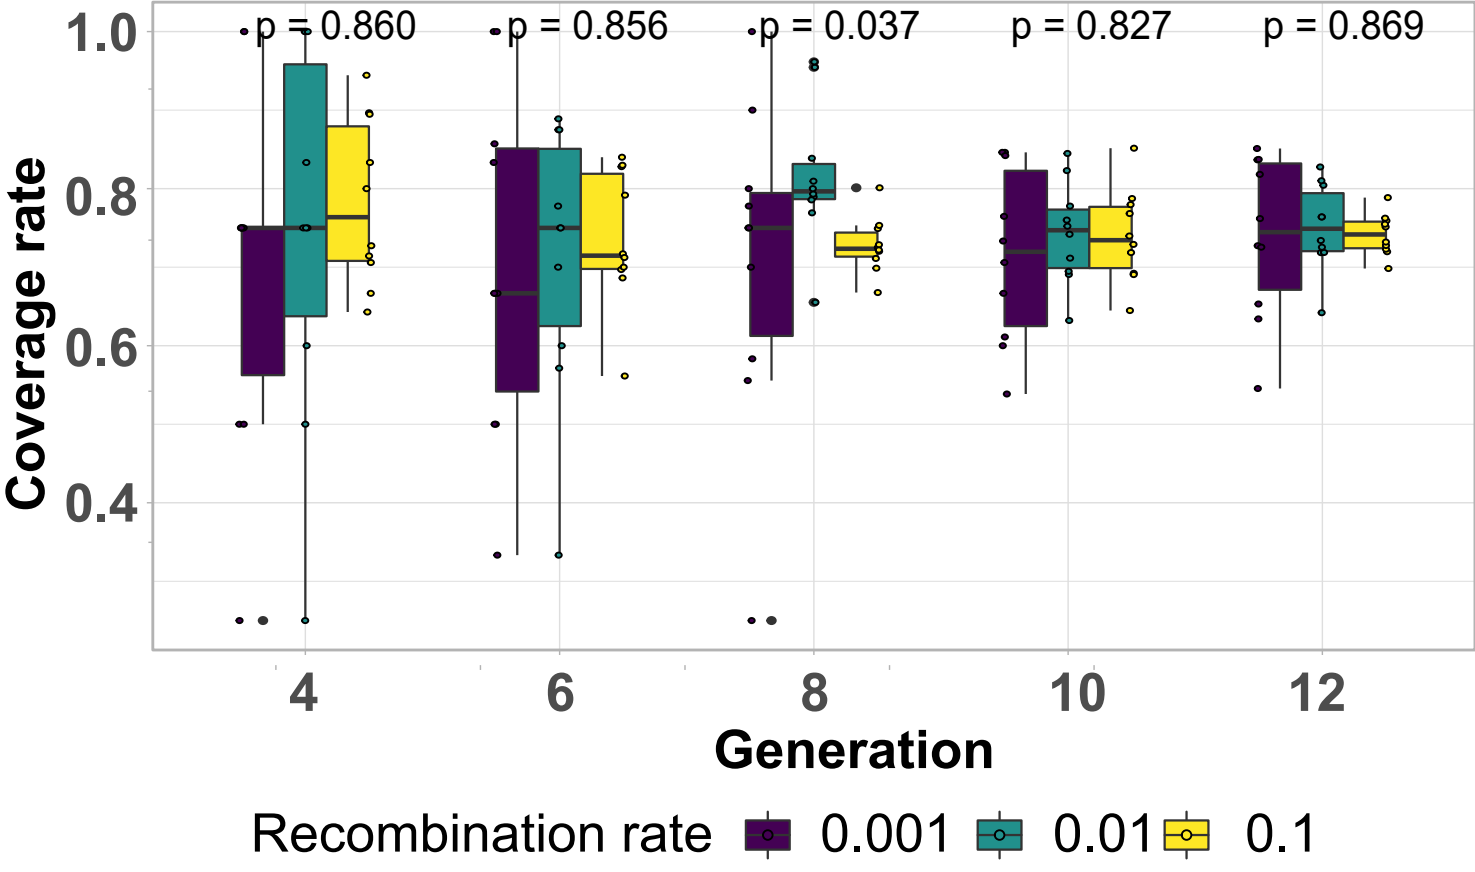 p = 0.860 p = 0.856 p = 0.037 p = 0.827 p = 0.869
1.0
0.8
0.6
0.4
Coverage rate
4 6 8 10 12
Generation
Recombination rate 0.001 0.01 0.1